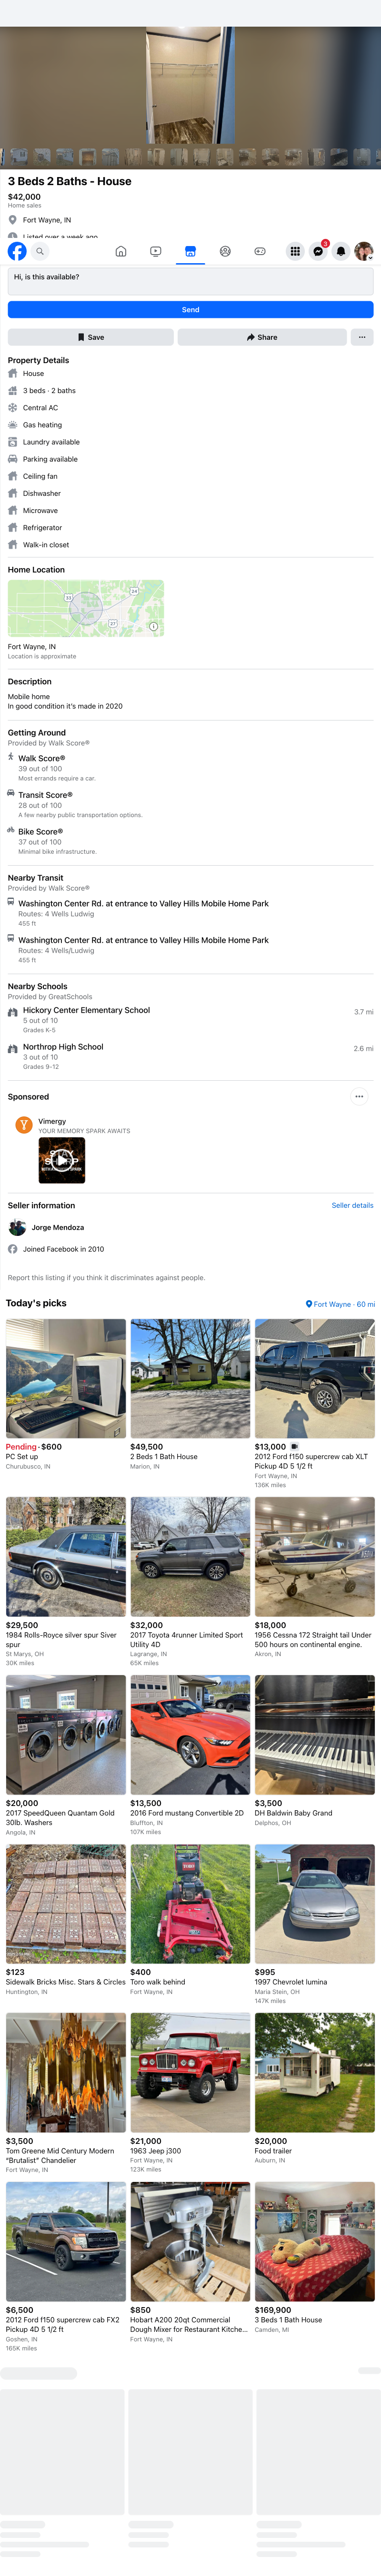 3 Beds 2 Baths - House
$42,000
Home sales
Fort Wayne, IN
Listed over a week ago
3
Hi, is this available?
Send
Save
Share
Property Details
House
3 beds · 2 baths
Central AC
Gas heating
Laundry available
Parking available
Ceiling fan
Dishwasher
Microwave
Refrigerator
Walk-in closet
Home Location
33
24
27
Fort Wayne, IN
Location is approximate
Description
Mobile home
In good condition it's made in 2020
Getting Around
Provided by Walk Score®
Walk Score®
39 out of 100
Most errands require a car.
Transit Score®
28 out of 100
A few nearby public transportation options.
Bike Score®
37 out of 100
Minimal bike infrastructure.
Nearby Transit
Provided by Walk Score®
Washington Center Rd. at entrance to Valley Hills Mobile Home Park
Routes: 4 Wells Ludwig
455 ft
Washington Center Rd. at entrance to Valley Hills Mobile Home Park
Routes: 4 Wells/Ludwig
455 ft
Nearby Schools
Provided by GreatSchools
Hickory Center Elementary School
3.7 mi
5 out of 10
Grades K-5
Northrop High School
2.6 mi
3 out of 10
Grades 9-12
Sponsored
Vimergy
YOUR MEMORY SPARK AWAITS
Seller information
Seller details
Jorge Mendoza
Joined Facebook in 2010
Report this listing if you think it discriminates against people.
Today's picks
Fort Wayne · 60 mi
Pending · $600
PC Set up
Churubusco, IN
$49,500
2 Beds 1 Bath House
Marion, IN
$13,000
2012 Ford f150 supercrew cab XLT
Pickup 4D 5 1/2 ft
Fort Wayne, IN
136K miles
$29,500
1984 Rolls-Royce silver spur Siver
spur
St Marys, OH
30K miles
$32,000
2017 Toyota 4runner Limited Sport
Utility 4D
Lagrange, IN
65K miles
$18,000
1956 Cessna 172 Straight tail Under
500 hours on continental engine.
Akron, IN
$20,000
2017 SpeedQueen Quantam Gold
30lb. Washers
Angola, IN
$13,500
2016 Ford mustang Convertible 2D
Bluffton, IN
107K miles
$3,500
DH Baldwin Baby Grand
Delphos, OH
$123
Sidewalk Bricks Misc. Stars & Circles
Huntington, IN
$400
Toro walk behind
Fort Wayne, IN
$995
1997 Chevrolet lumina
Maria Stein, OH
147K miles
$3,500
Tom Greene Mid Century Modern
"Brutalist" Chandelier
Fort Wayne, IN
$21,000
1963 Jeep j300
Fort Wayne, IN
123K miles
$20,000
Food trailer
Auburn, IN
$6,500
2012 Ford f150 supercrew cab FX2
Pickup 4D 5 1/2 ft
Goshen, IN
165K miles
$850
Hobart A200 20qt Commercial
Dough Mixer for Restaurant Kitche...
Fort Wayne, IN
$169,900
3 Beds 1 Bath House
Camden, MI